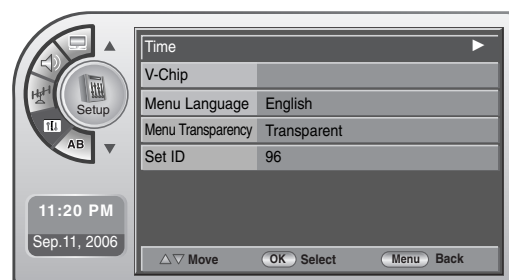 Time
V-Chip
Menu Language English
Menu Transparency Transparent
Set ID 96
Setup
AB
11:20 PM
Sep.11, 2006
△▽ Move OK Select Menu Back